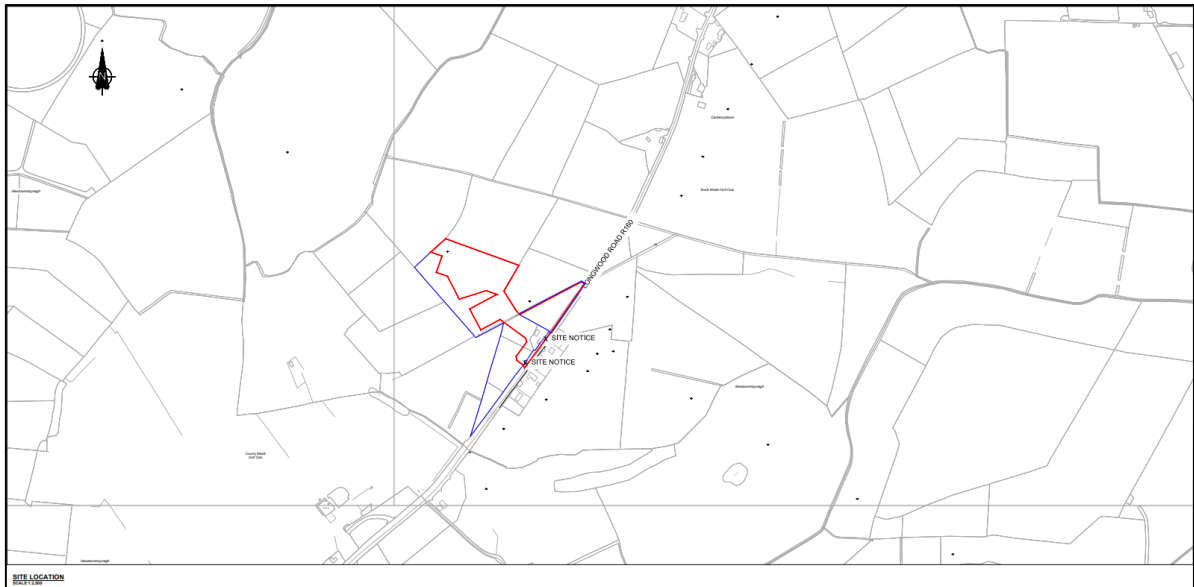 N
Carberrystown
South Meath Golf Club
LONGWOOD ROAD R160
SITE NOTICE
SITE NOTICE
County Meath
Golf Club
SITE LOCATION
SCALE 1:2,500